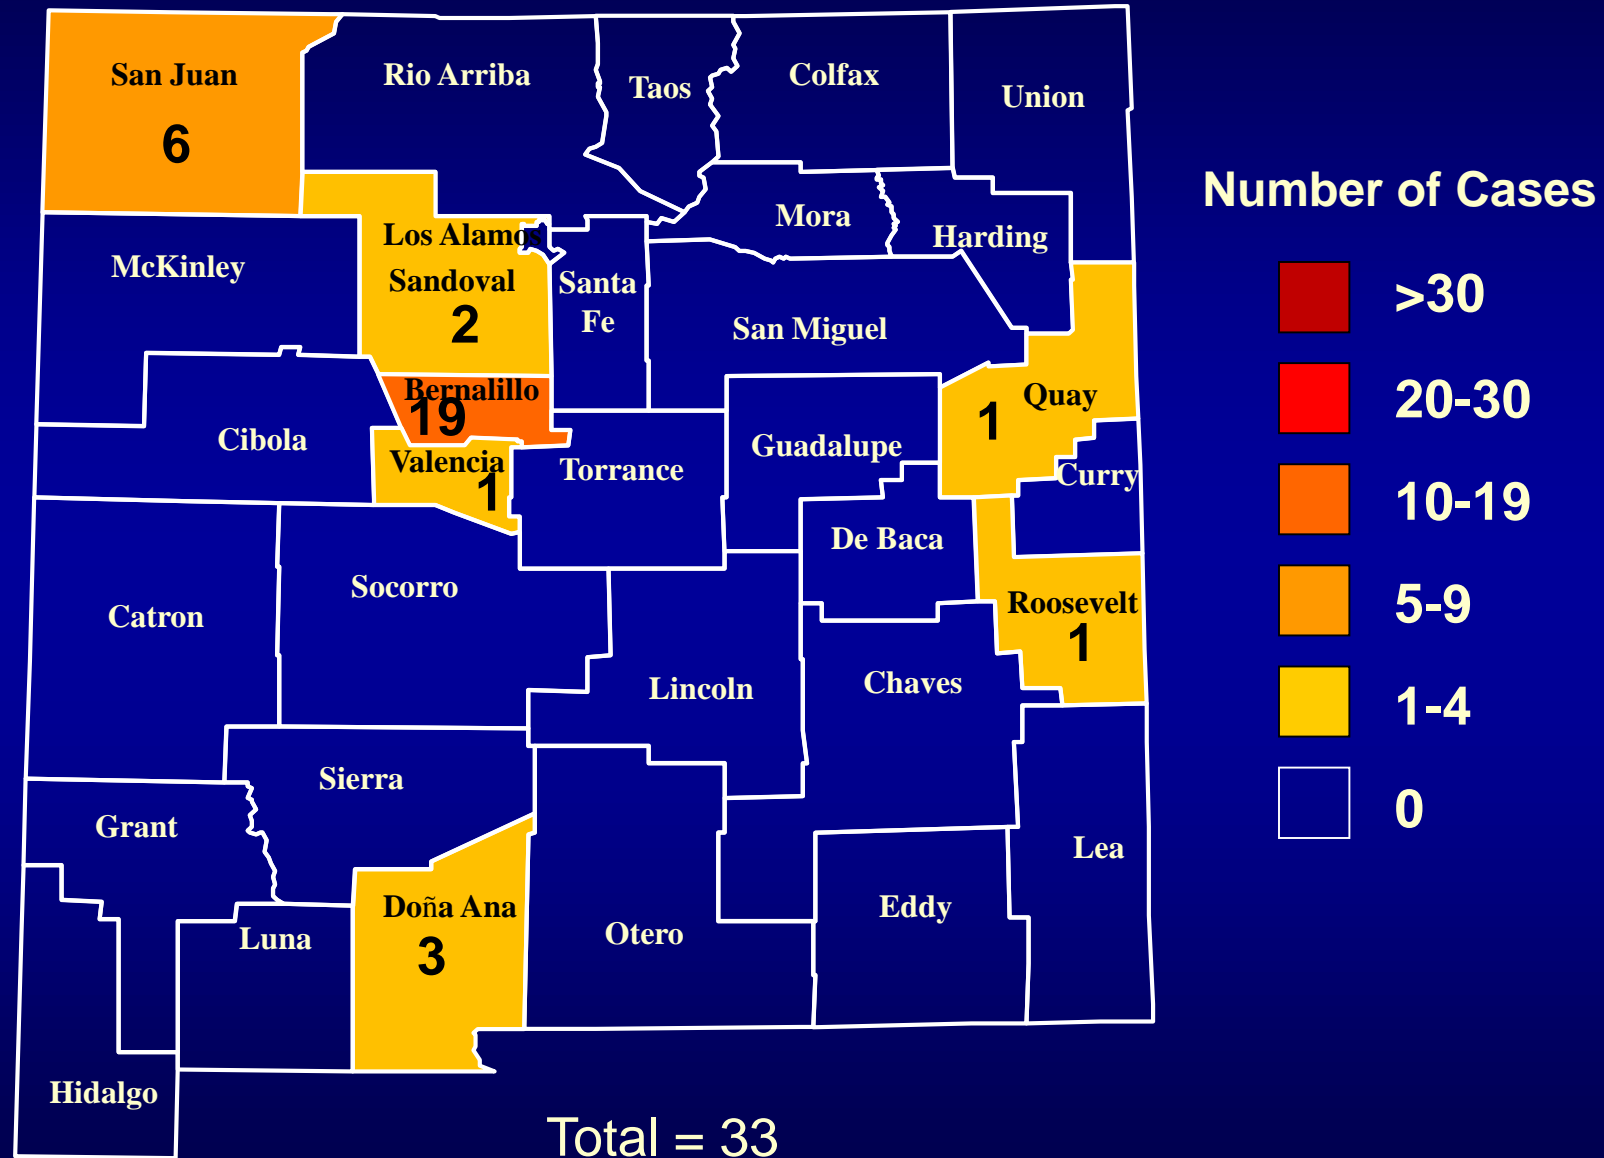 San Juan
6
Rio Arriba
Taos
Colfax
Union
Number of Cases
Mora
Harding
Los Alamos
McKinley
Sandoval
2
Santa
Fe
San Miguel
>30
Bernalillo
19
Quay
1
20-30
Cibola
Valencia
1
Torrance
Guadalupe
Curry
10-19
De Baca
Catron
Socorro
Roosevelt
1
5-9
Lincoln
Chaves
1-4
Sierra
0
Grant
Lea
Luna
Doña Ana
3
Otero
Eddy
Hidalgo
Total = 33